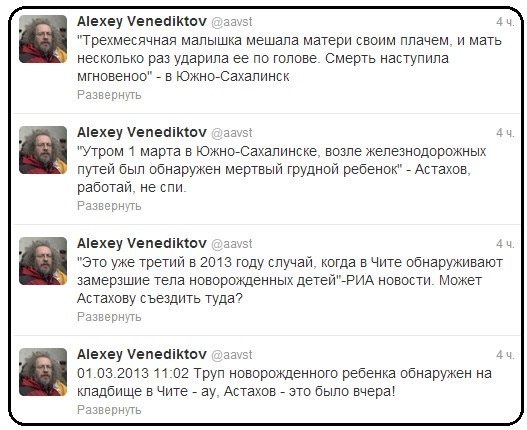 Alexey Venediktov @aavst 4 ч.
"Трехмесячная малышка мешала матери своим плачем, и мать
несколько раз ударила ее по голове. Смерть наступила
мгновеноо" - в Южно-Сахалинск
Развернуть
Alexey Venediktov @aavst 4 ч.
"Утром 1 марта в Южно-Сахалинске, возле железнодорожных
путей был обнаружен мертвый грудной ребенок" - Астахов,
работай, не спи.
Развернуть
Alexey Venediktov @aavst 4 ч.
"Это уже третий в 2013 году случай, когда в Чите обнаруживают
замерзшие тела новорожденных детей"-РИА новости. Может
Астахову съездить туда?
Развернуть
Alexey Venediktov @aavst 4 ч.
01.03.2013 11:02 Труп новорожденного ребенка обнаружен на
кладбище в Чите - ау, Астахов - это было вчера!
Развернуть